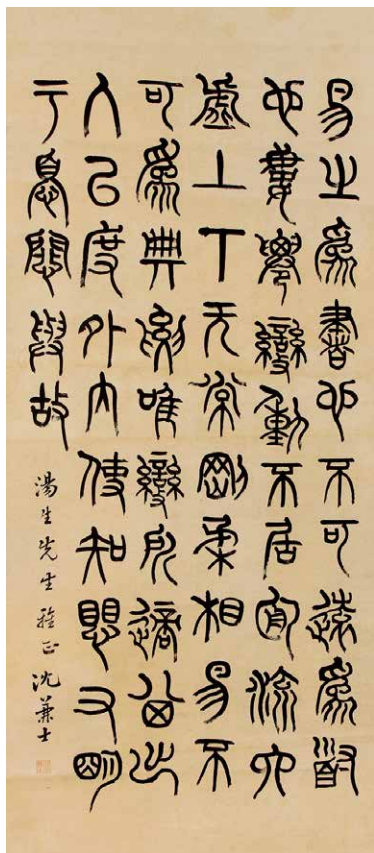 易之為書也不可遠為道
也屢遷變動不居周流六
虛上下无常剛柔相易不
可為典要唯變所適其出
入以度外內使知懼又明
于憂患與故
湯生先生雅正 沈兼士